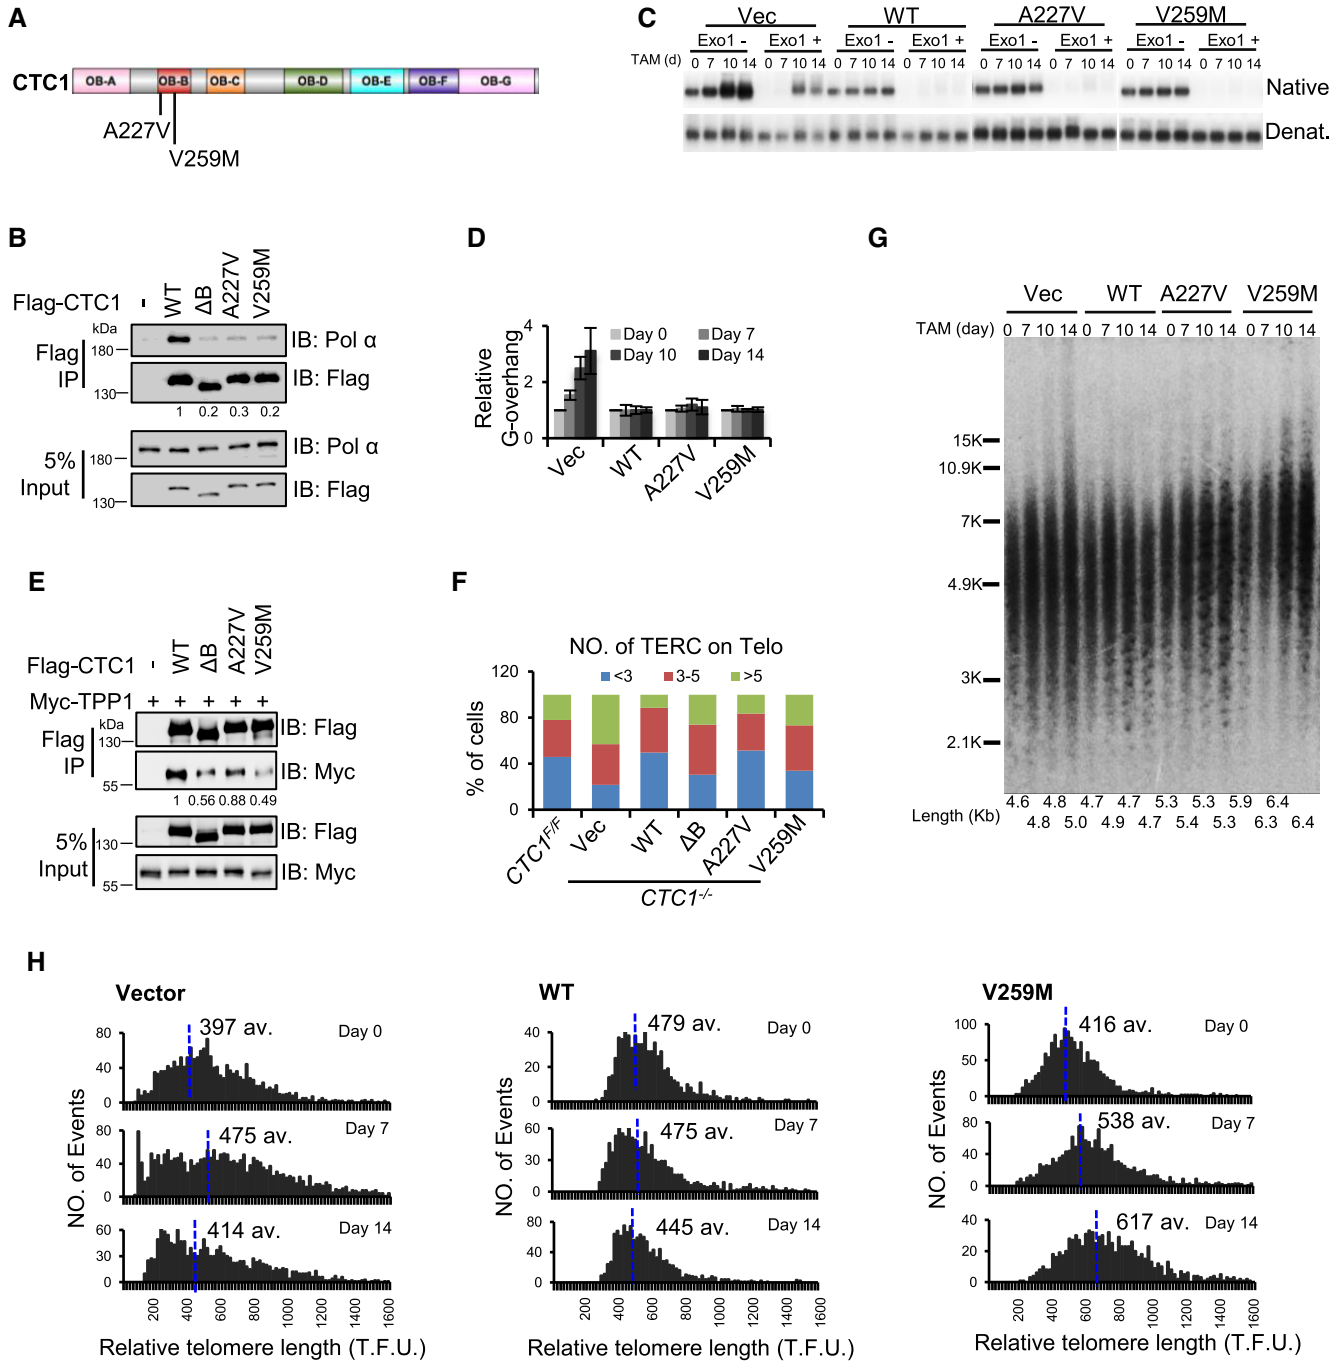 A
CTC1
OB-A OB-B OB-C OB-D OB-E OB-F OB-G
A227V
V259M
C
Vec WT A227V V259M
Exo1 - Exo1 + Exo1 - Exo1 + Exo1 - Exo1 + Exo1 - Exo1 +
TAM (d) 0 7 10 14 0 7 10 14 0 7 10 14 0 7 10 14 0 7 10 14 0 7 10 14 0 7 10 14 0 7 10 14
Native
Denat.
B
Flag-CTC1 - WT ΔB A227V V259M
kDa
Flag IP
180
IB: Pol α
130
IB: Flag
1 0.2 0.3 0.2
5% Input
180
IB: Pol α
130
IB: Flag
D
Relative G-overhang
4
2
0
Day 0 Day 7
Day 10 Day 14
Vec WT A227V V259M
G
Vec WT A227V V259M
TAM (day) 0 7 10 14 0 7 10 14 0 7 10 14 0 7 10 14
15K
10.9K
7K
4.9K
3K
2.1K
4.6 4.8 4.7 4.7 5.3 5.3 5.9 6.4
Length (Kb)
4.8 5.0 4.9 4.7 5.4 5.3 6.3 6.4
E
Flag-CTC1 - WT ΔB A227V V259M
Myc-TPP1 + + + + +
kDa
Flag IP
130
IB: Flag
55
IB: Myc
1 0.56 0.88 0.49
5% Input
130
IB: Flag
55
IB: Myc
F
NO. of TERC on Telo
<3 3-5 >5
% of cells
120
80
40
0
CTC1F/F Vec WT ΔB A227V V259M
CTC1-/-
H
Vector
NO. of Events
80
40
0
397 av.
Day 0
80
40
0
475 av.
Day 7
60
30
0
414 av.
Day 14
200 400 600 800 1000 1200 1400 1600
Relative telomere length (T.F.U.)
WT
NO. of Events
40
20
0
479 av.
Day 0
60
30
0
475 av.
Day 7
80
40
0
445 av.
Day 14
200 400 600 800 1000 1200 1400 1600
Relative telomere length (T.F.U.)
V259M
NO. of Events
100
50
0
416 av.
Day 0
80
40
0
538 av.
Day 7
40
20
0
617 av.
Day 14
200 400 600 800 1000 1200 1400 1600
Relative telomere length (T.F.U.)